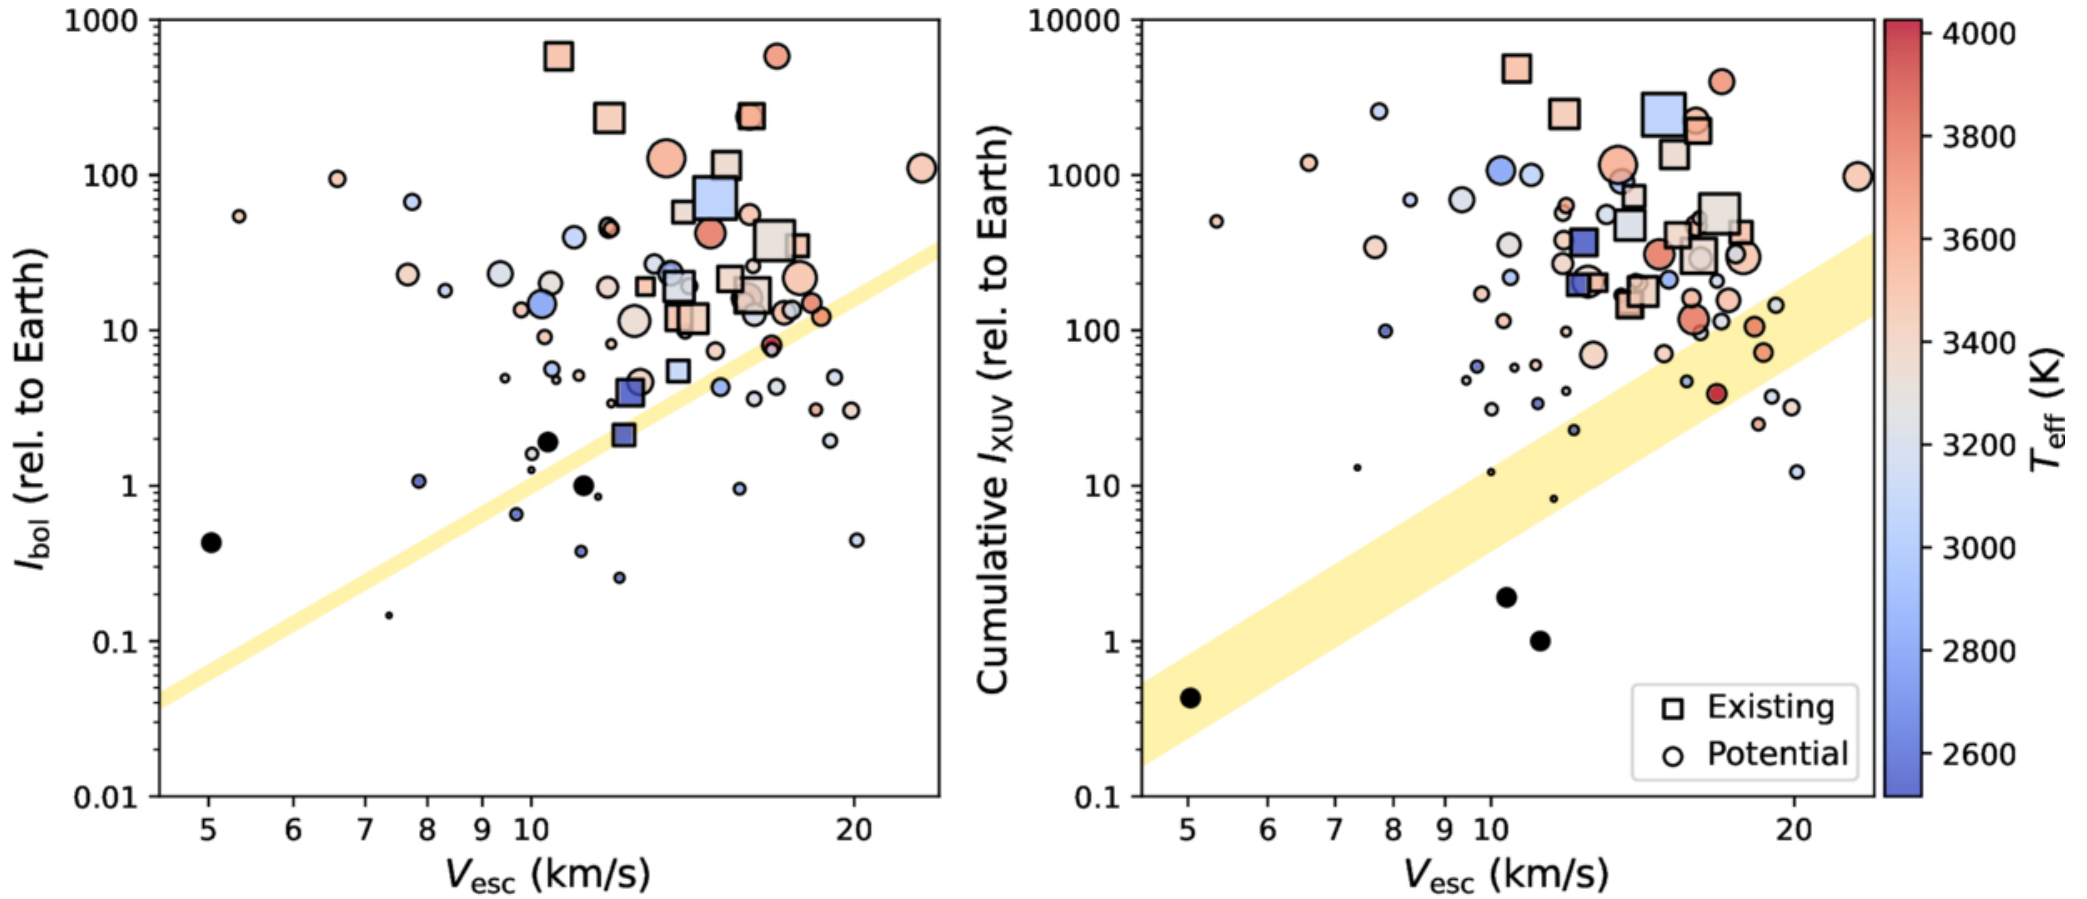 1000
100
10
1
0.1
0.01
I_bol (rel. to Earth)
5 6 7 8 9 10 20
V_esc (km/s)
10000
1000
100
10
1
0.1
Cumulative I_XUV (rel. to Earth)
5 6 7 8 9 10 20
V_esc (km/s)
Existing
Potential
4000
3800
3600
3400
3200
3000
2800
2600
T_eff (K)